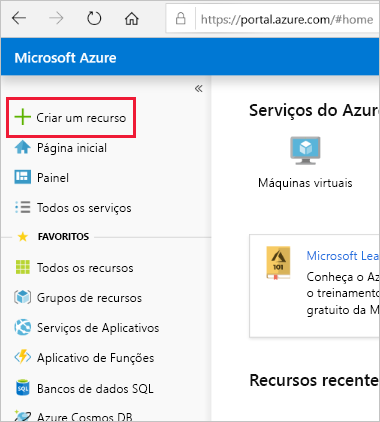 https://portal.azure.com/#home
Microsoft Azure
«
Criar um recurso
Página inicial
Painel
Todos os serviços
FAVORITOS
Todos os recursos
Grupos de recursos
Serviços de Aplicativos
Aplicativo de Funções
Bancos de dados SQL
Azure Cosmos DB
Serviços do Azur
Máquinas virtuais
101
Microsoft Lea
Conheça o Az
o treinamento
gratuito da M
Recursos recente